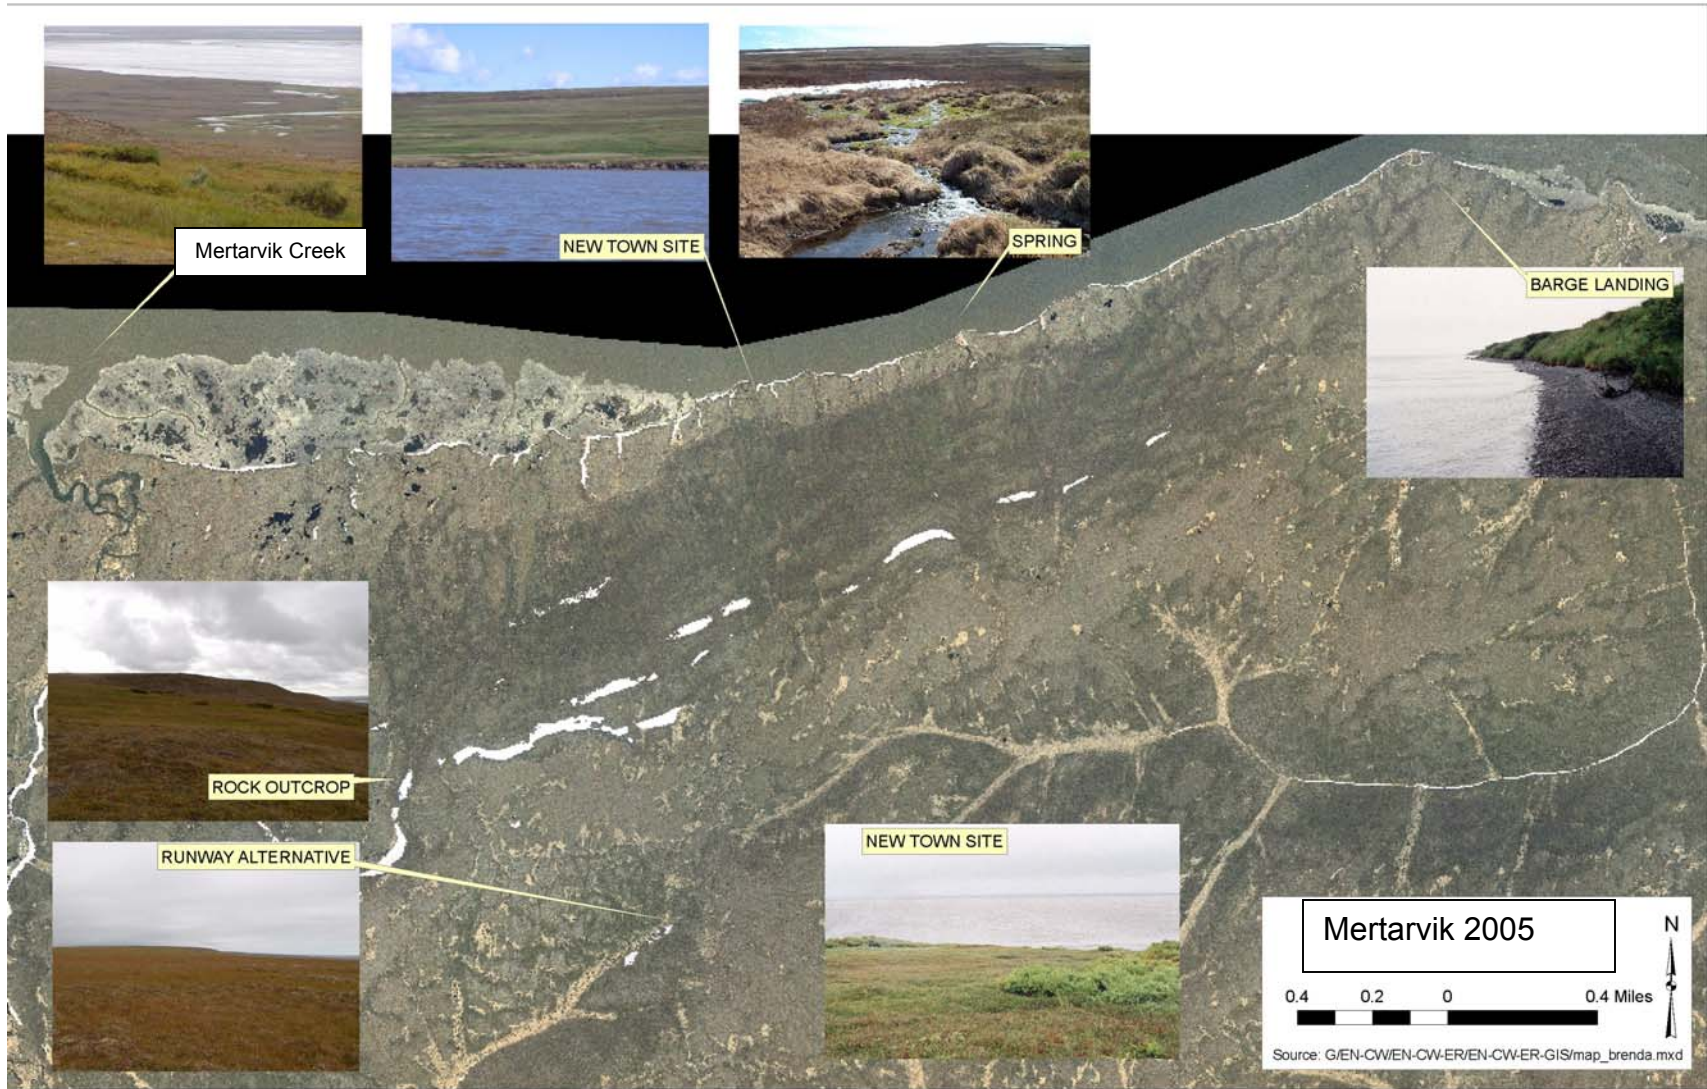 Mertarvik Creek
NEW TOWN SITE
SPRING
BARGE LANDING
ROCK OUTCROP
RUNWAY ALTERNATIVE
NEW TOWN SITE
Mertarvik 2005
N
0.4 0.2 0 0.4 Miles
Source: G/EN-CW/EN-CW-ER/EN-CW-ER-GIS/map_brenda.mxd